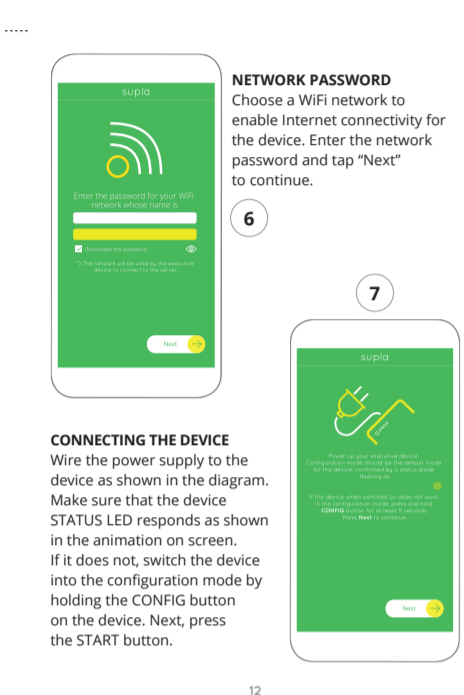 supla
Enter the password for your WiFi
network whose name is
Remember the password
*) The network will be used by the executive
device to connect to the server
Next
NETWORK PASSWORD
Choose a WiFi network to
enable Internet connectivity for
the device. Enter the network
password and tap “Next”
to continue.
6
7
CONNECTING THE DEVICE
Wire the power supply to the
device as shown in the diagram.
Make sure that the device
STATUS LED responds as shown
in the animation on screen.
If it does not, switch the device
into the configuration mode by
holding the CONFIG button
on the device. Next, press
the START button.
supla
Power up your executive device.
Configuration mode should be the default mode
for the device, confirmed by a status diode
flashing as
If the device when switched on does not work
in the configuration mode, press and hold
CONFIG button for at least 5 seconds.
Press Next to continue.
Next
12